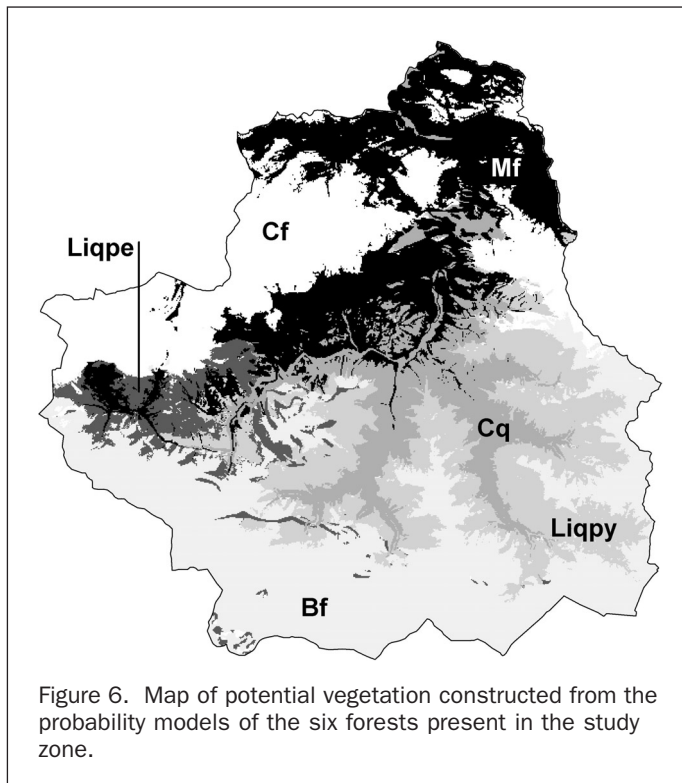 Mf
Cf
Liqpe
Cq
Liqpy
Bf
Figure 6. Map of potential vegetation constructed from the
probability models of the six forests present in the study
zone.